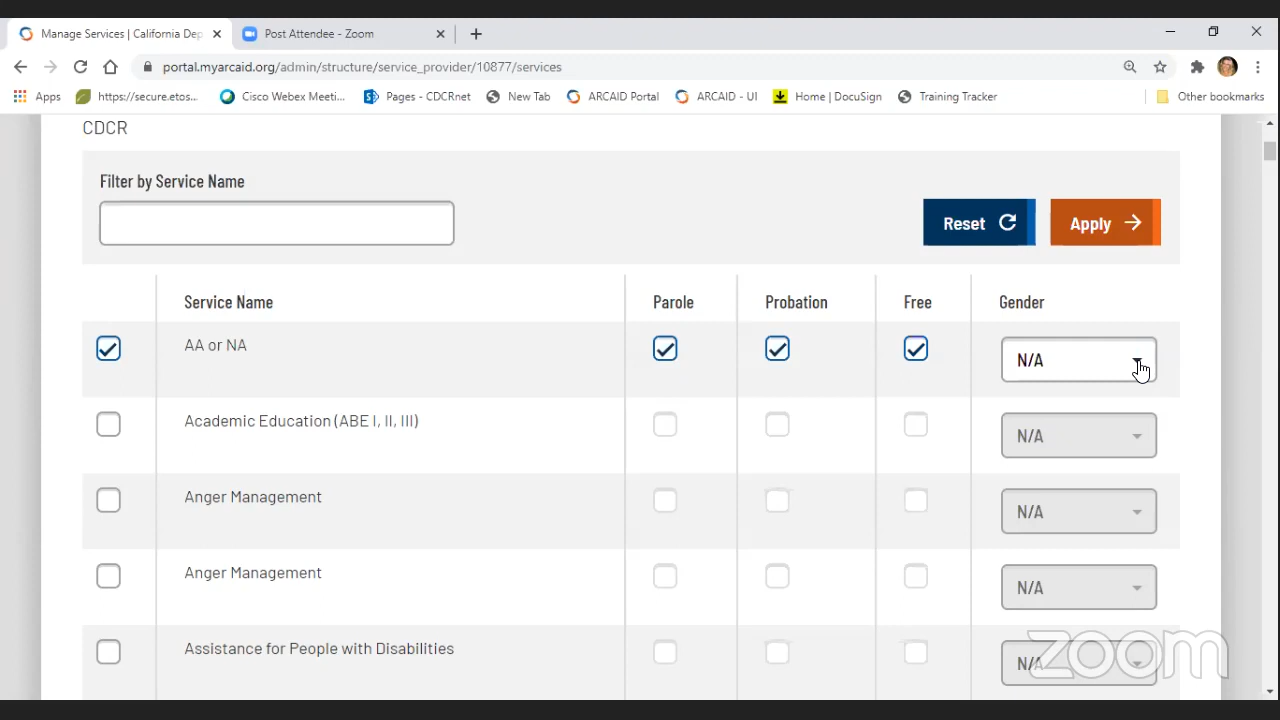 Manage Services | California Dep
Post Attendee - Zoom
portal.myarcaid.org/admin/structure/service_provider/10877/services
Apps
https://secure.etos...
Cisco Webex Meeti...
Pages - CDCRnet
New Tab
ARCAID Portal
ARCAID - UI
Home | DocuSign
Training Tracker
Other bookmarks
CDCR
Filter by Service Name
Reset
Apply
Service Name Parole Probation Free Gender
AA or NA N/A
Academic Education (ABE I, II, III) N/A
Anger Management N/A
Anger Management N/A
Assistance for People with Disabilities N/A
zoom